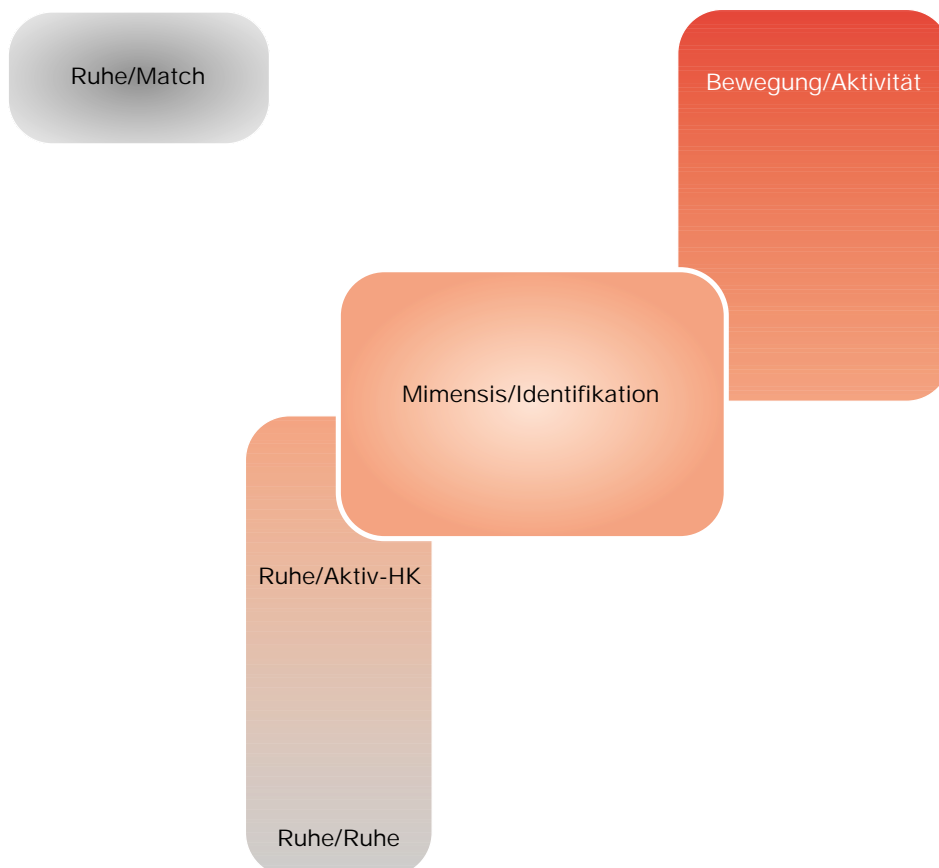 Ruhe/Match
Bewegung/Aktivität
Mimensis/Identifikation
Ruhe/Aktiv-HK
Ruhe/Ruhe